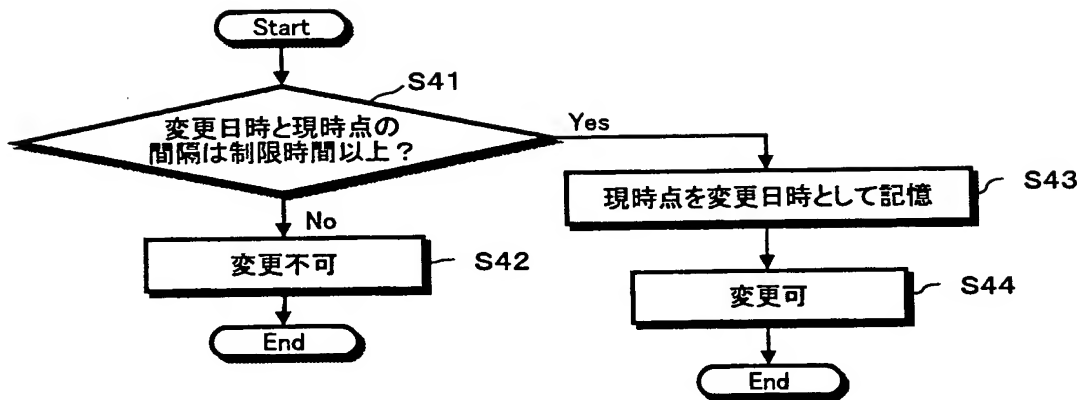 Start
S41
変更日時と現時点の
間隔は制限時間以上？
Yes
No
現時点を変更日時として記憶
S43
変更不可
S42
変更可
S44
End
End